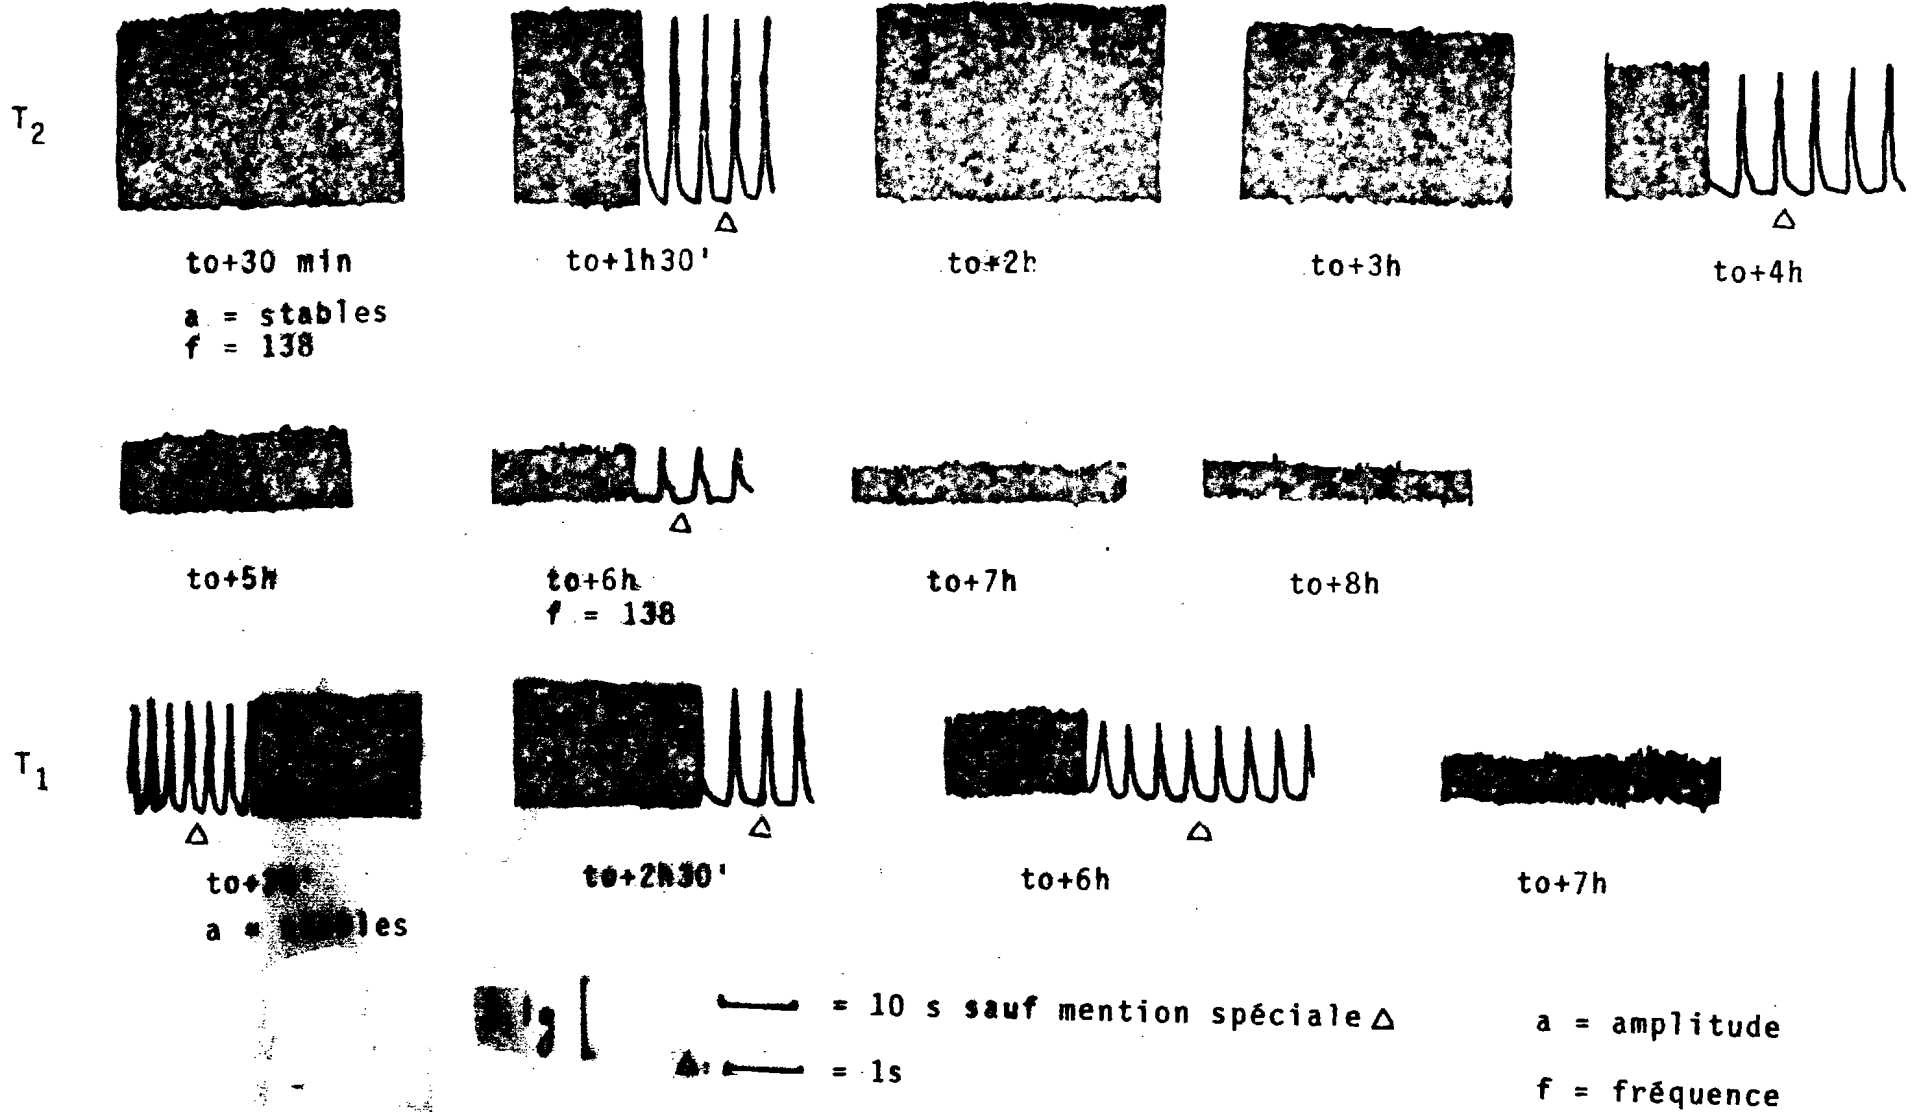 T2
to+30 min
a = stables
f = 138
to+1h30'
to+2h
to+3h
to+4h
Δ
Δ
to+5h
to+6h
f = 138
to+7h
to+8h
Δ
T1
Δ
Δ
Δ
to+
a =
to+2h30'
to+6h
to+7h
g
= 10 s sauf mention spéciale Δ
Δ: = 1s
a = amplitude
f = fréquence